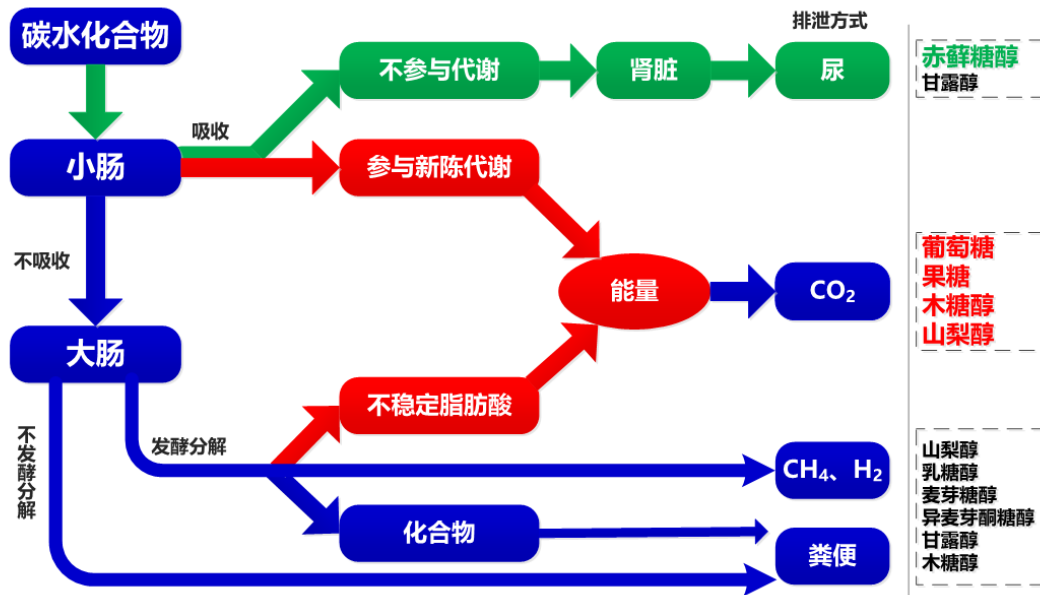 排泄方式
碳水化合物
不参与代谢
肾脏
尿
赤藓糖醇
甘露醇
吸收
小肠
参与新陈代谢
不吸收
能量
CO₂
葡萄糖
果糖
木糖醇
山梨醇
大肠
不稳定脂肪酸
不发酵分解
发酵分解
CH₄、H₂
化合物
粪便
山梨醇
乳糖醇
麦芽糖醇
异麦芽酮糖醇
甘露醇
木糖醇